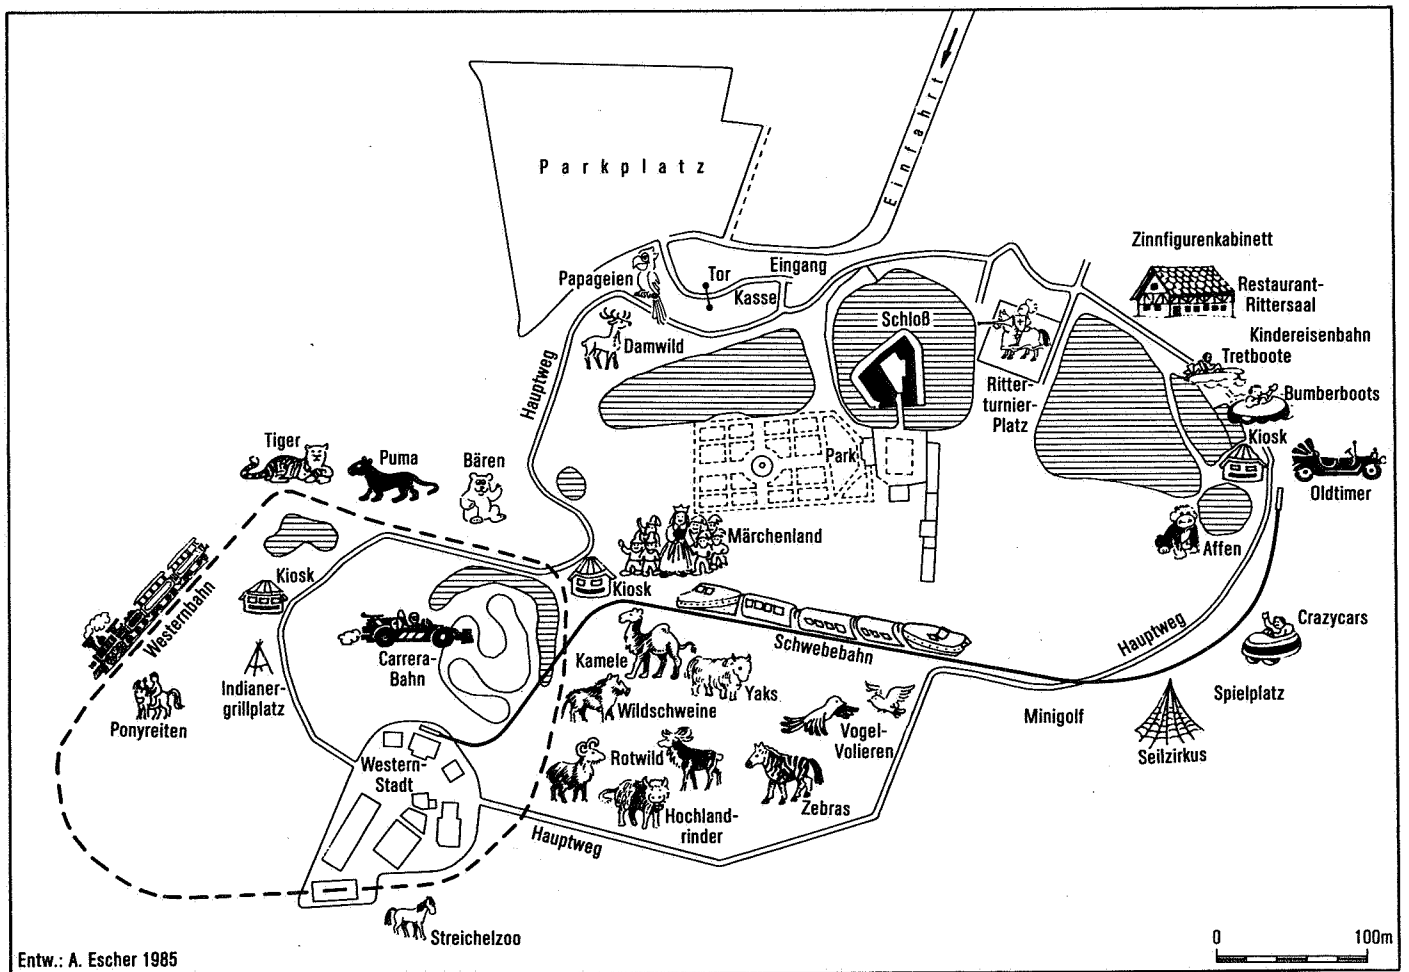 Parkplatz
Einfahrt
Zinnfigurenkabinett
Restaurant-
Rittersaal
Kindereisenbahn
Tretboote
Bumberboots
Kiosk
Oldtimer
Papageien
Tor
Eingang
Kasse
Damwild
Schloß
Ritter-
turnier-
Platz
Hauptweg
Park
Tiger
Puma
Bären
Märchenland
Affen
Kiosk
Kiosk
Westernbahn
Carrera-
Bahn
Indianer-
grillplatz
Ponyreiten
Kamele
Yaks
Schwebebahn
Hauptweg
Crazycars
Spielplatz
Minigolf
Seilzirkus
Wildschweine
Vogel-
Volieren
Rotwild
Zebras
Hochland-
rinder
Western-
Stadt
Hauptweg
Streichelzoo
Entw.: A. Escher 1985
0 100m